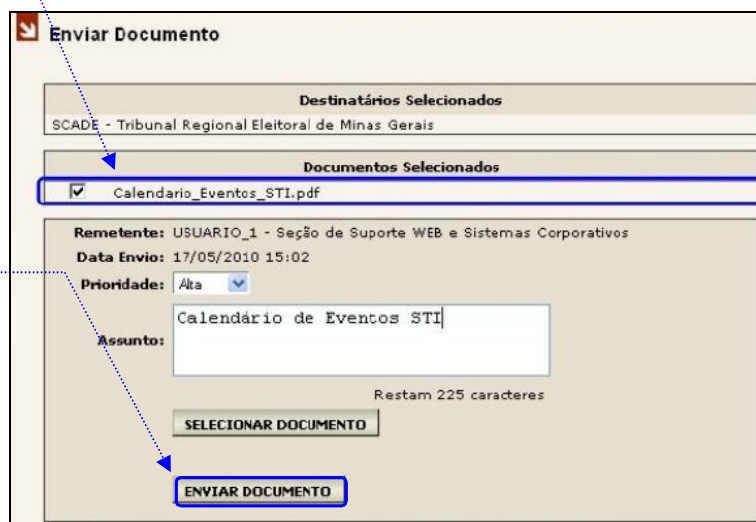 Enviar Documento
Destinatários Selecionados
SCADE - Tribunal Regional Eleitoral de Minas Gerais
Documentos Selecionados
Calendario_Eventos_STI.pdf
Remetente: USUARIO_1 - Seção de Suporte WEB e Sistemas Corporativos
Data Envio: 17/05/2010 15:02
Prioridade: Alta
Assunto: Calendário de Eventos STI
Restam 225 caracteres
SELECIONAR DOCUMENTO
ENVIAR DOCUMENTO